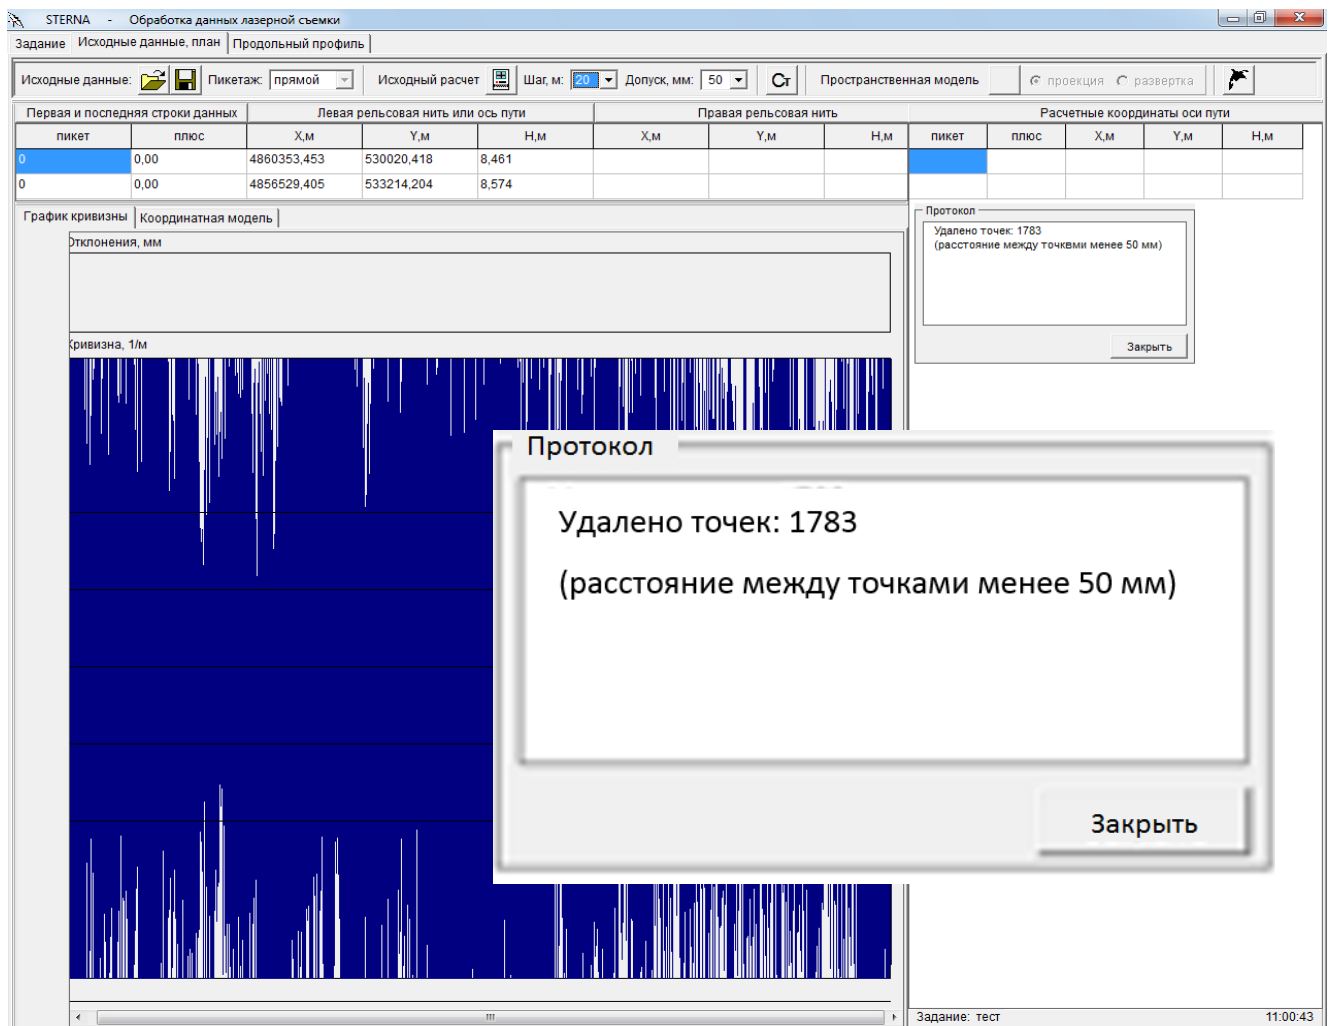 STERNA - Обработка данных лазерной съемки
Задание Исходные данные, план Продольный профиль
Исходные данные: Пикетаж: прямой Исходный расчет Шаг, м: 20 Допуск, мм: 50 Ст Пространственная модель проекция развертка
Первая и последняя строки данных Левая рельсовая нить или ось пути Правая рельсовая нить Расчетные координаты оси пути
пикет плюс X,м Y,м H,м X,м Y,м H,м пикет плюс X,м Y,м H,м
0 0,00 4860353,453 530020,418 8,461
0 0,00 4856529,405 533214,204 8,574
График кривизны Координатная модель
Отклонения, мм
Кривизна, 1/м
Протокол
Удалено точек: 1783
(расстояние между точквми менее 50 мм)
Закрыть
Протокол
Удалено точек: 1783
(расстояние между точками менее 50 мм)
Закрыть
Задание: тест 11:00:43